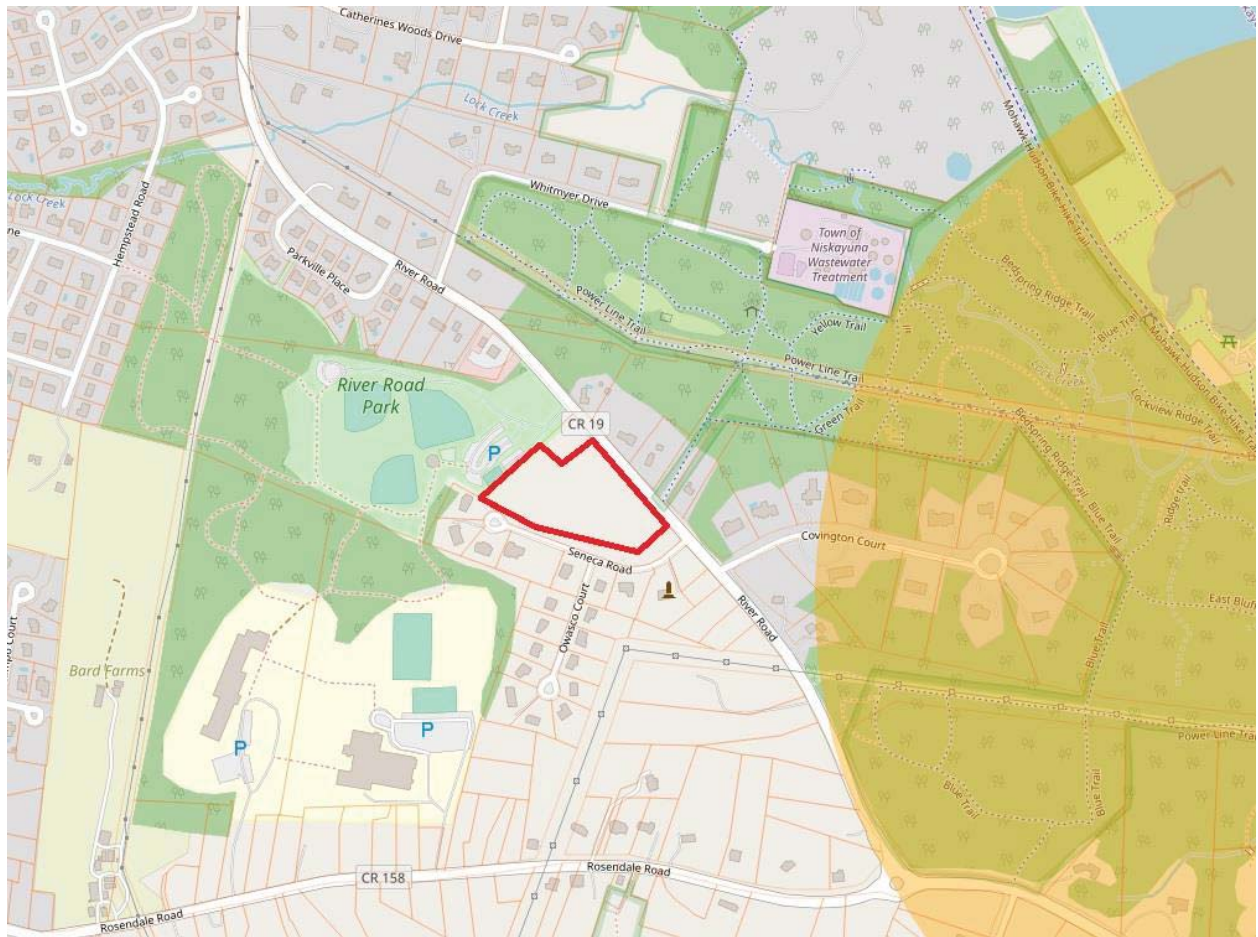 Catherines Woods Drive
Lock Creek
Mohawk Hudson Bike-Hike Trail
Hempstead Road
Lock Creek
Whitmyer Drive
Town of
Niskayuna
Wastewater
Treatment
Parkville Place
River Road
Power Line Trail
Yellow Trail
Bedspring Ridge Trail
Blue Trail
Mohawk Hudson Bike-Hike
Power Line Trail
Lock Creek
Lockview Ridge Trail
Green Trail
Bedspring Ridge Trail
River Road
Park
P
CR 19
Blue Trail
Ridge trail
Covington Court
Seneca Road
Owasco Court
River Road
East Bluff
Blue Trail
Court
Bard Farms
P
P
Power Line Trail
Blue Trail
Blue Trail
CR 158
Rosendale Road
Rosendale Road